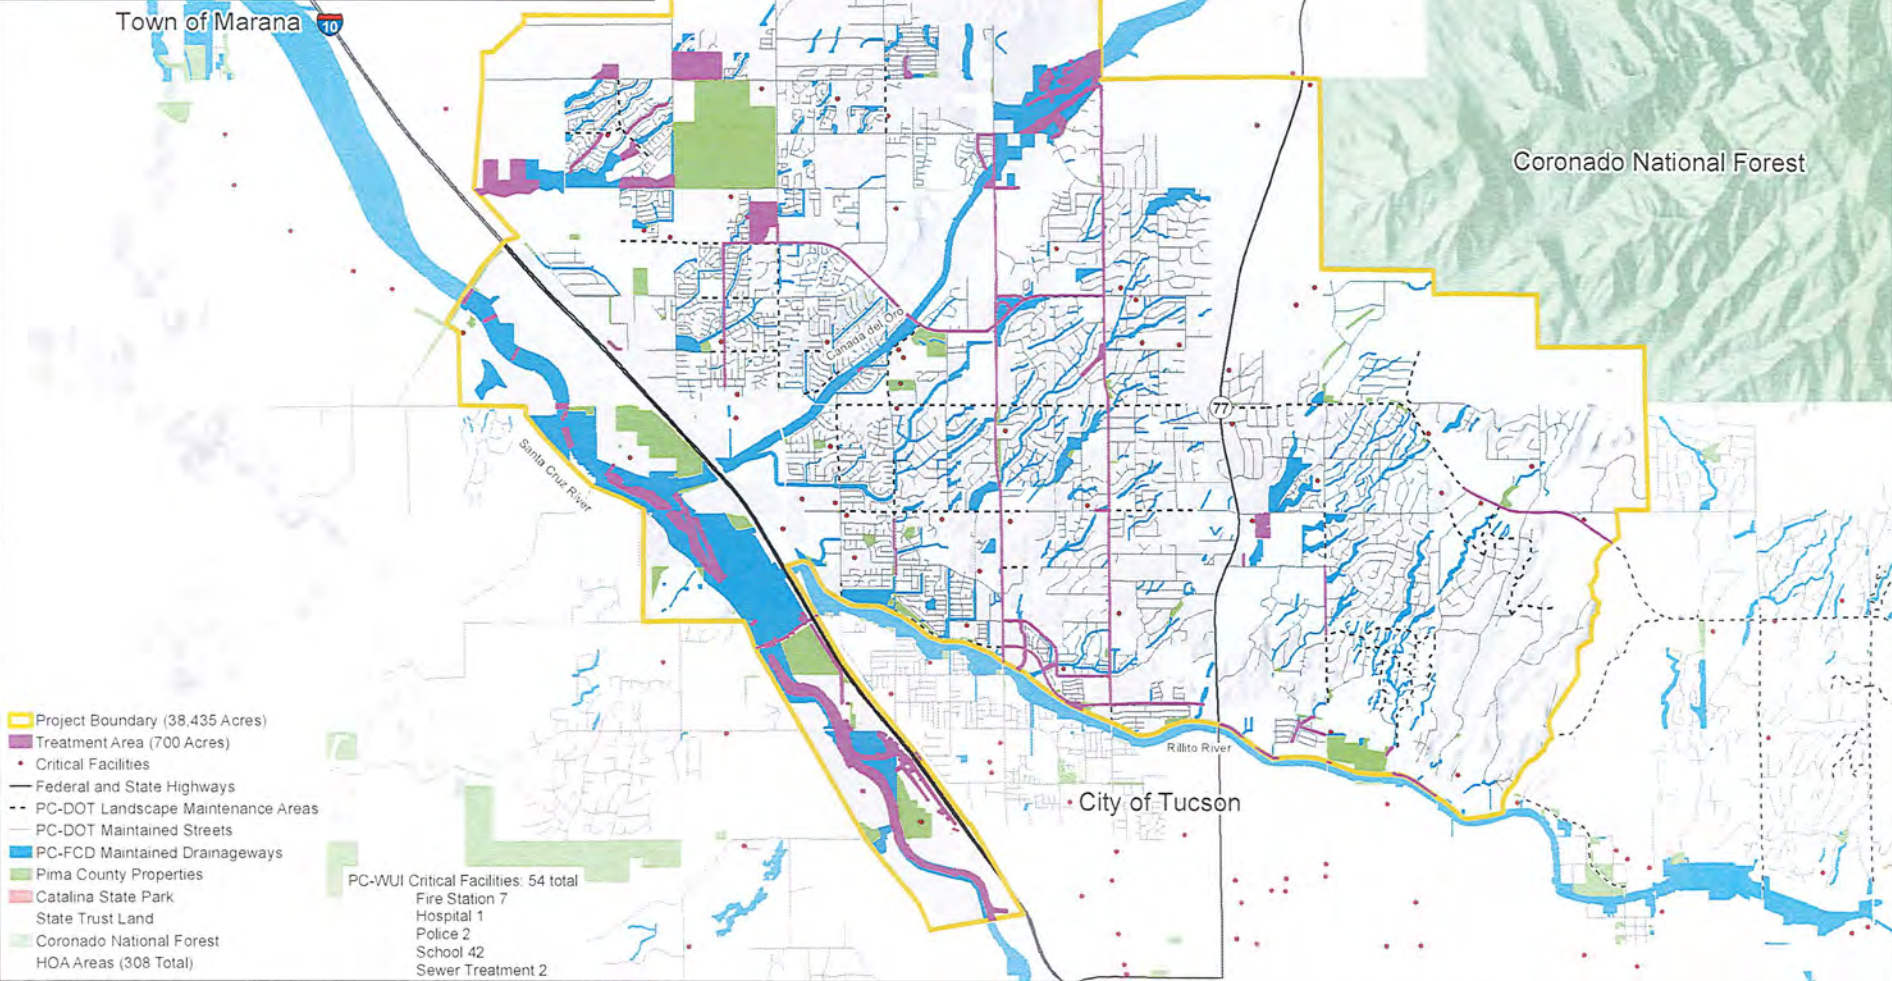 Town of Marana
10
Coronado National Forest
Canada del Oro
77
Santa Cruz River
Rillito River
City of Tucson
Project Boundary (38,435 Acres)
Treatment Area (700 Acres)
Critical Facilities
Federal and State Highways
PC-DOT Landscape Maintenance Areas
PC-DOT Maintained Streets
PC-FCD Maintained Drainageways
Pima County Properties
Catalina State Park
State Trust Land
Coronado National Forest
HOA Areas (308 Total)
PC-WUI Critical Facilities: 54 total
Fire Station 7
Hospital 1
Police 2
School 42
Sewer Treatment 2